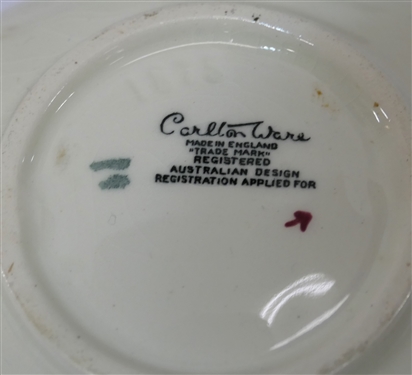 Carlton Ware
MADE IN ENGLAND
"TRADE MARK"
REGISTERED
AUSTRALIAN DESIGN
REGISTRATION APPLIED FOR